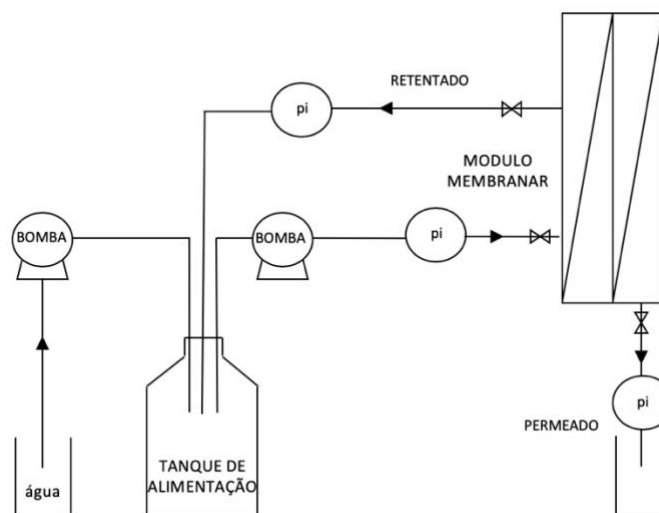 RETENTADO
pi
MODULO
MEMBRANAR
BOMBA
BOMBA
pi
pi
PERMEADO
TANQUE DE
ALIMENTAÇÃO
água